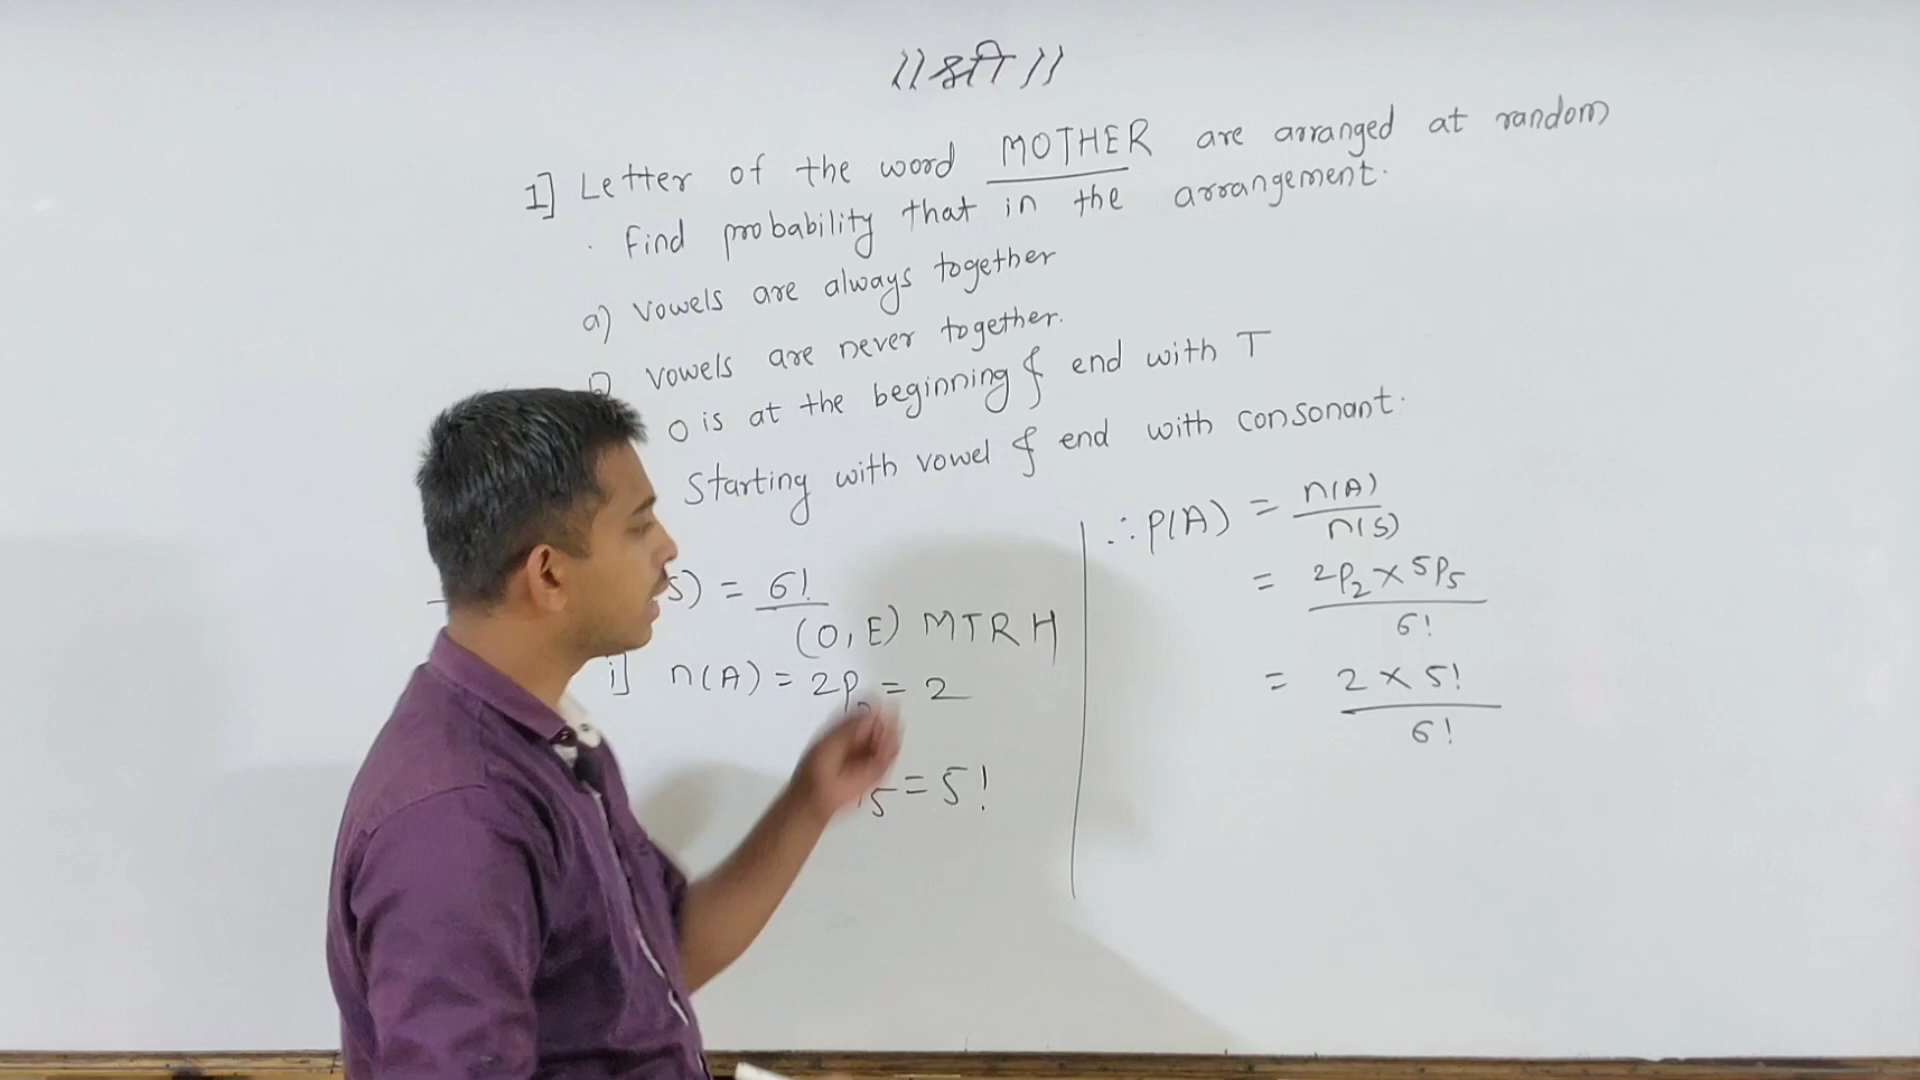 ॥ श्री ॥
1] Letter of the word MOTHER are arranged at random
. Find probability that in the arrangement.
a) vowels are always together
vowels are never together.
O is at the beginning & end with T
Starting with vowel & end with consonant.
s) = 6!
(O, E) MTRH
i] n(A) = 2P₂ = 2
5 = 5!
∴ P(A) = n(A) / n(S)
= 2P₂ × 5P₅ / 6!
= 2 × 5! / 6!